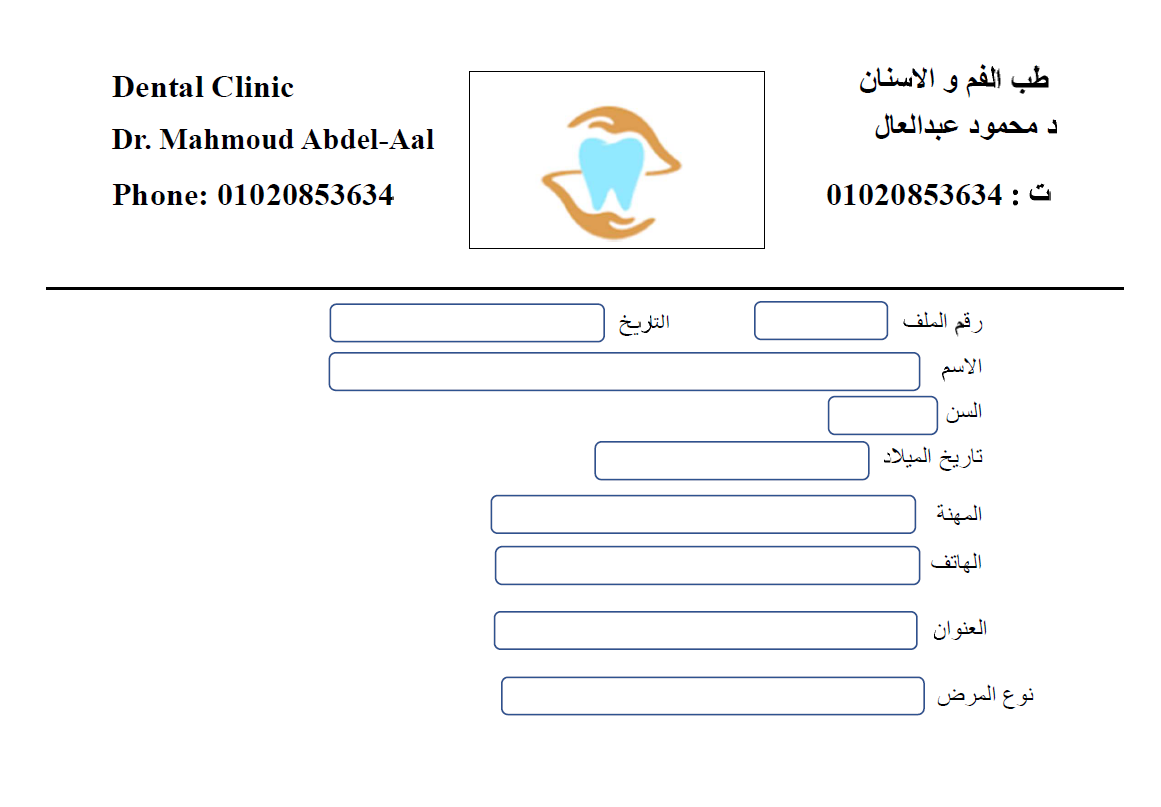 Dental Clinic
Dr. Mahmoud Abdel-Aal
Phone: 01020853634
طب الفم و الاسنان
د محمود عبدالعال
ت : 01020853634
رقم الملف
التاريخ
الاسم
السن
تاريخ الميلاد
المهنة
الهاتف
العنوان
نوع المرض